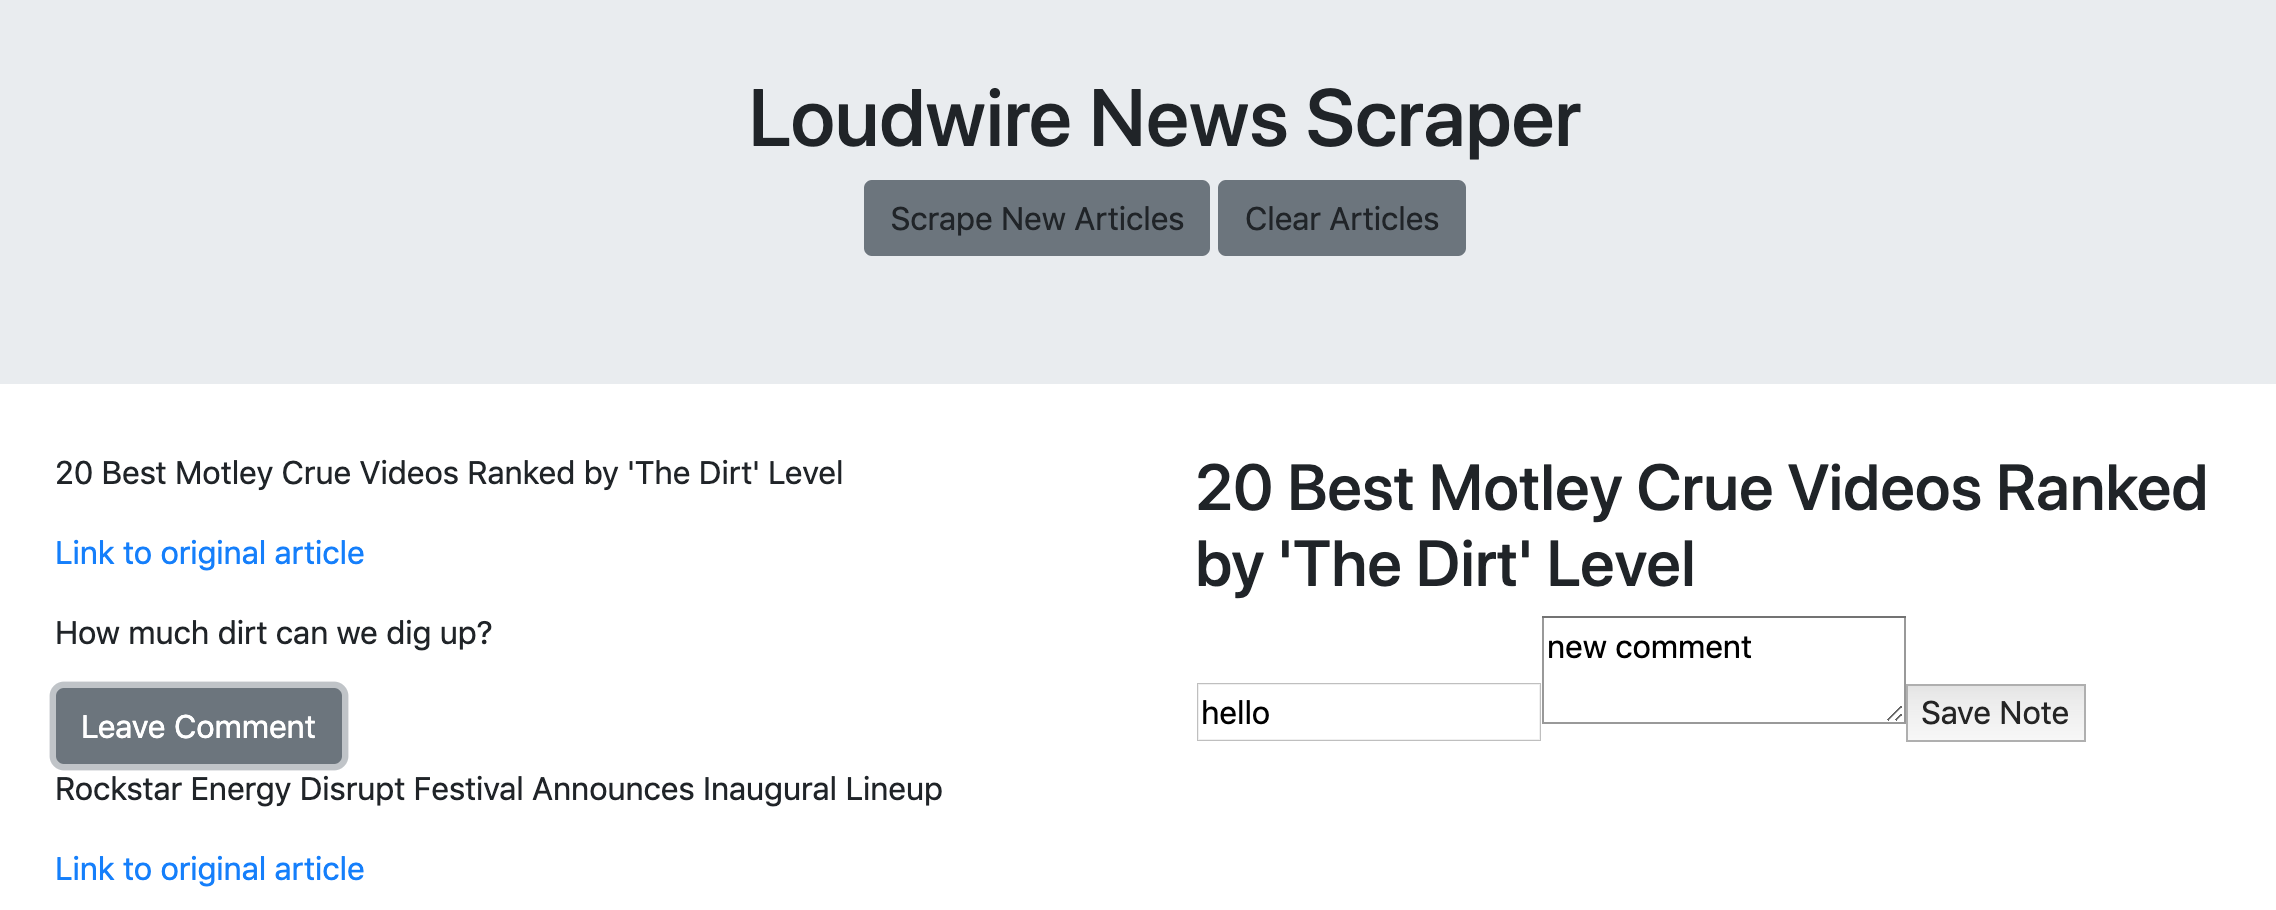 Loudwire News Scraper
Scrape New Articles
Clear Articles
20 Best Motley Crue Videos Ranked by 'The Dirt' Level
Link to original article
How much dirt can we dig up?
Leave Comment
Rockstar Energy Disrupt Festival Announces Inaugural Lineup
Link to original article
20 Best Motley Crue Videos Ranked
by 'The Dirt' Level
hello
new comment
Save Note